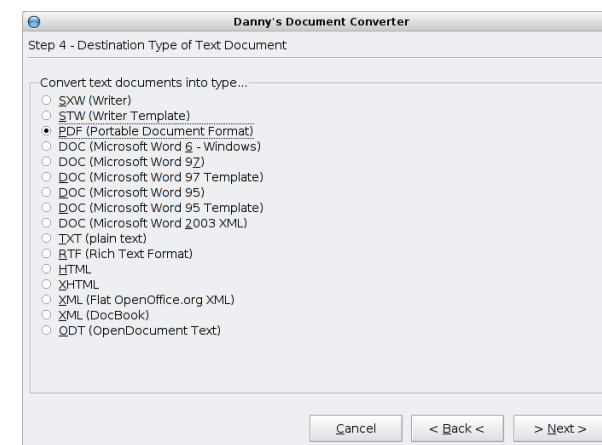 Danny's Document Converter
Step 4 - Destination Type of Text Document
Convert text documents into type...
SXW (Writer)
STW (Writer Template)
PDF (Portable Document Format)
DOC (Microsoft Word 6 - Windows)
DOC (Microsoft Word 97)
DOC (Microsoft Word 97 Template)
DOC (Microsoft Word 95)
DOC (Microsoft Word 95 Template)
DOC (Microsoft Word 2003 XML)
TXT (plain text)
RTF (Rich Text Format)
HTML
XHTML
XML (Flat OpenOffice.org XML)
XML (DocBook)
ODT (OpenDocument Text)
Cancel < Back < > Next >